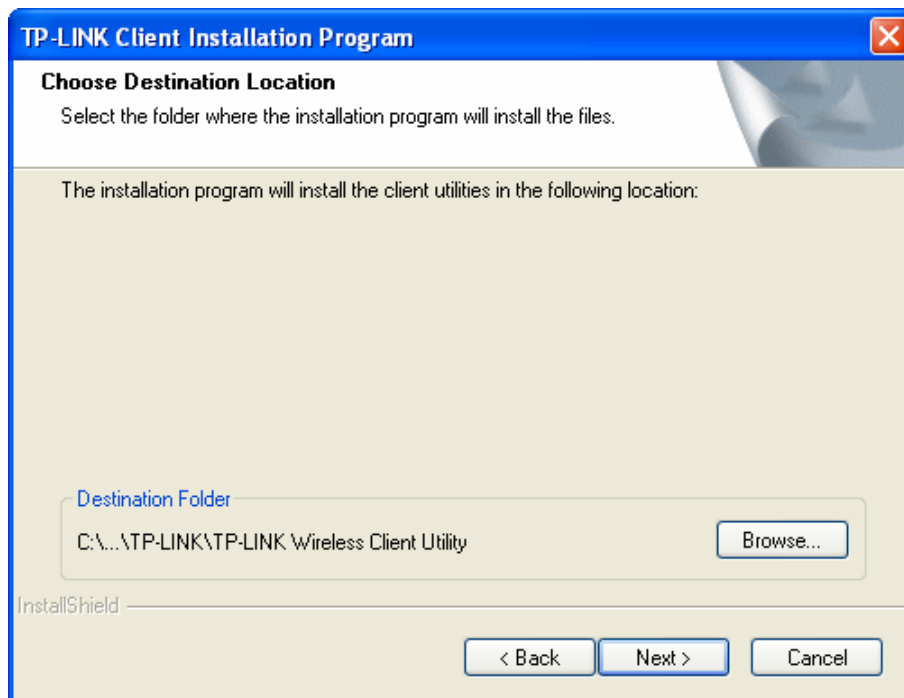 TP-LINK Client Installation Program
Choose Destination Location
Select the folder where the installation program will install the files.
The installation program will install the client utilities in the following location:
Destination Folder
C:\...\TP-LINK\TP-LINK Wireless Client Utility
Browse...
InstallShield
< Back
Next >
Cancel